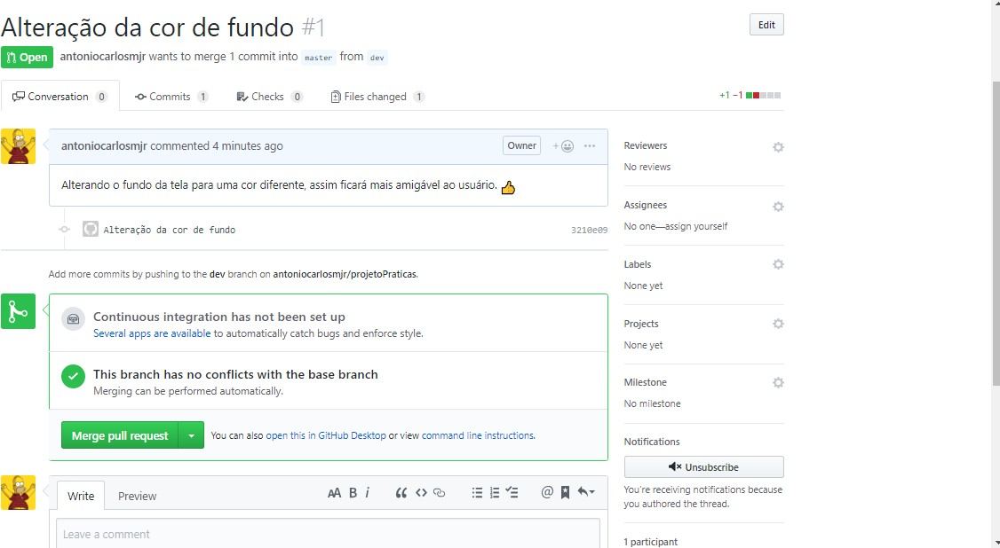 Alteração da cor de fundo #1
Edit
Open antoniocarlosmjr wants to merge 1 commit into master from dev
Conversation 0 Commits 1 Checks 0 Files changed 1 +1 −1
antoniocarlosmjr commented 4 minutes ago Owner
Alterando o fundo da tela para uma cor diferente, assim ficará mais amigável ao usuário. 👍
Alteração da cor de fundo 3210e09
Add more commits by pushing to the dev branch on antoniocarlosmjr/projetoPraticas.
Continuous integration has not been set up
Several apps are available to automatically catch bugs and enforce style.
This branch has no conflicts with the base branch
Merging can be performed automatically.
Merge pull request You can also open this in GitHub Desktop or view command line instructions.
Write Preview AA B i
Leave a comment
Reviewers
No reviews
Assignees
No one—assign yourself
Labels
None yet
Projects
None yet
Milestone
No milestone
Notifications
Unsubscribe
You're receiving notifications because
you authored the thread.
1 participant